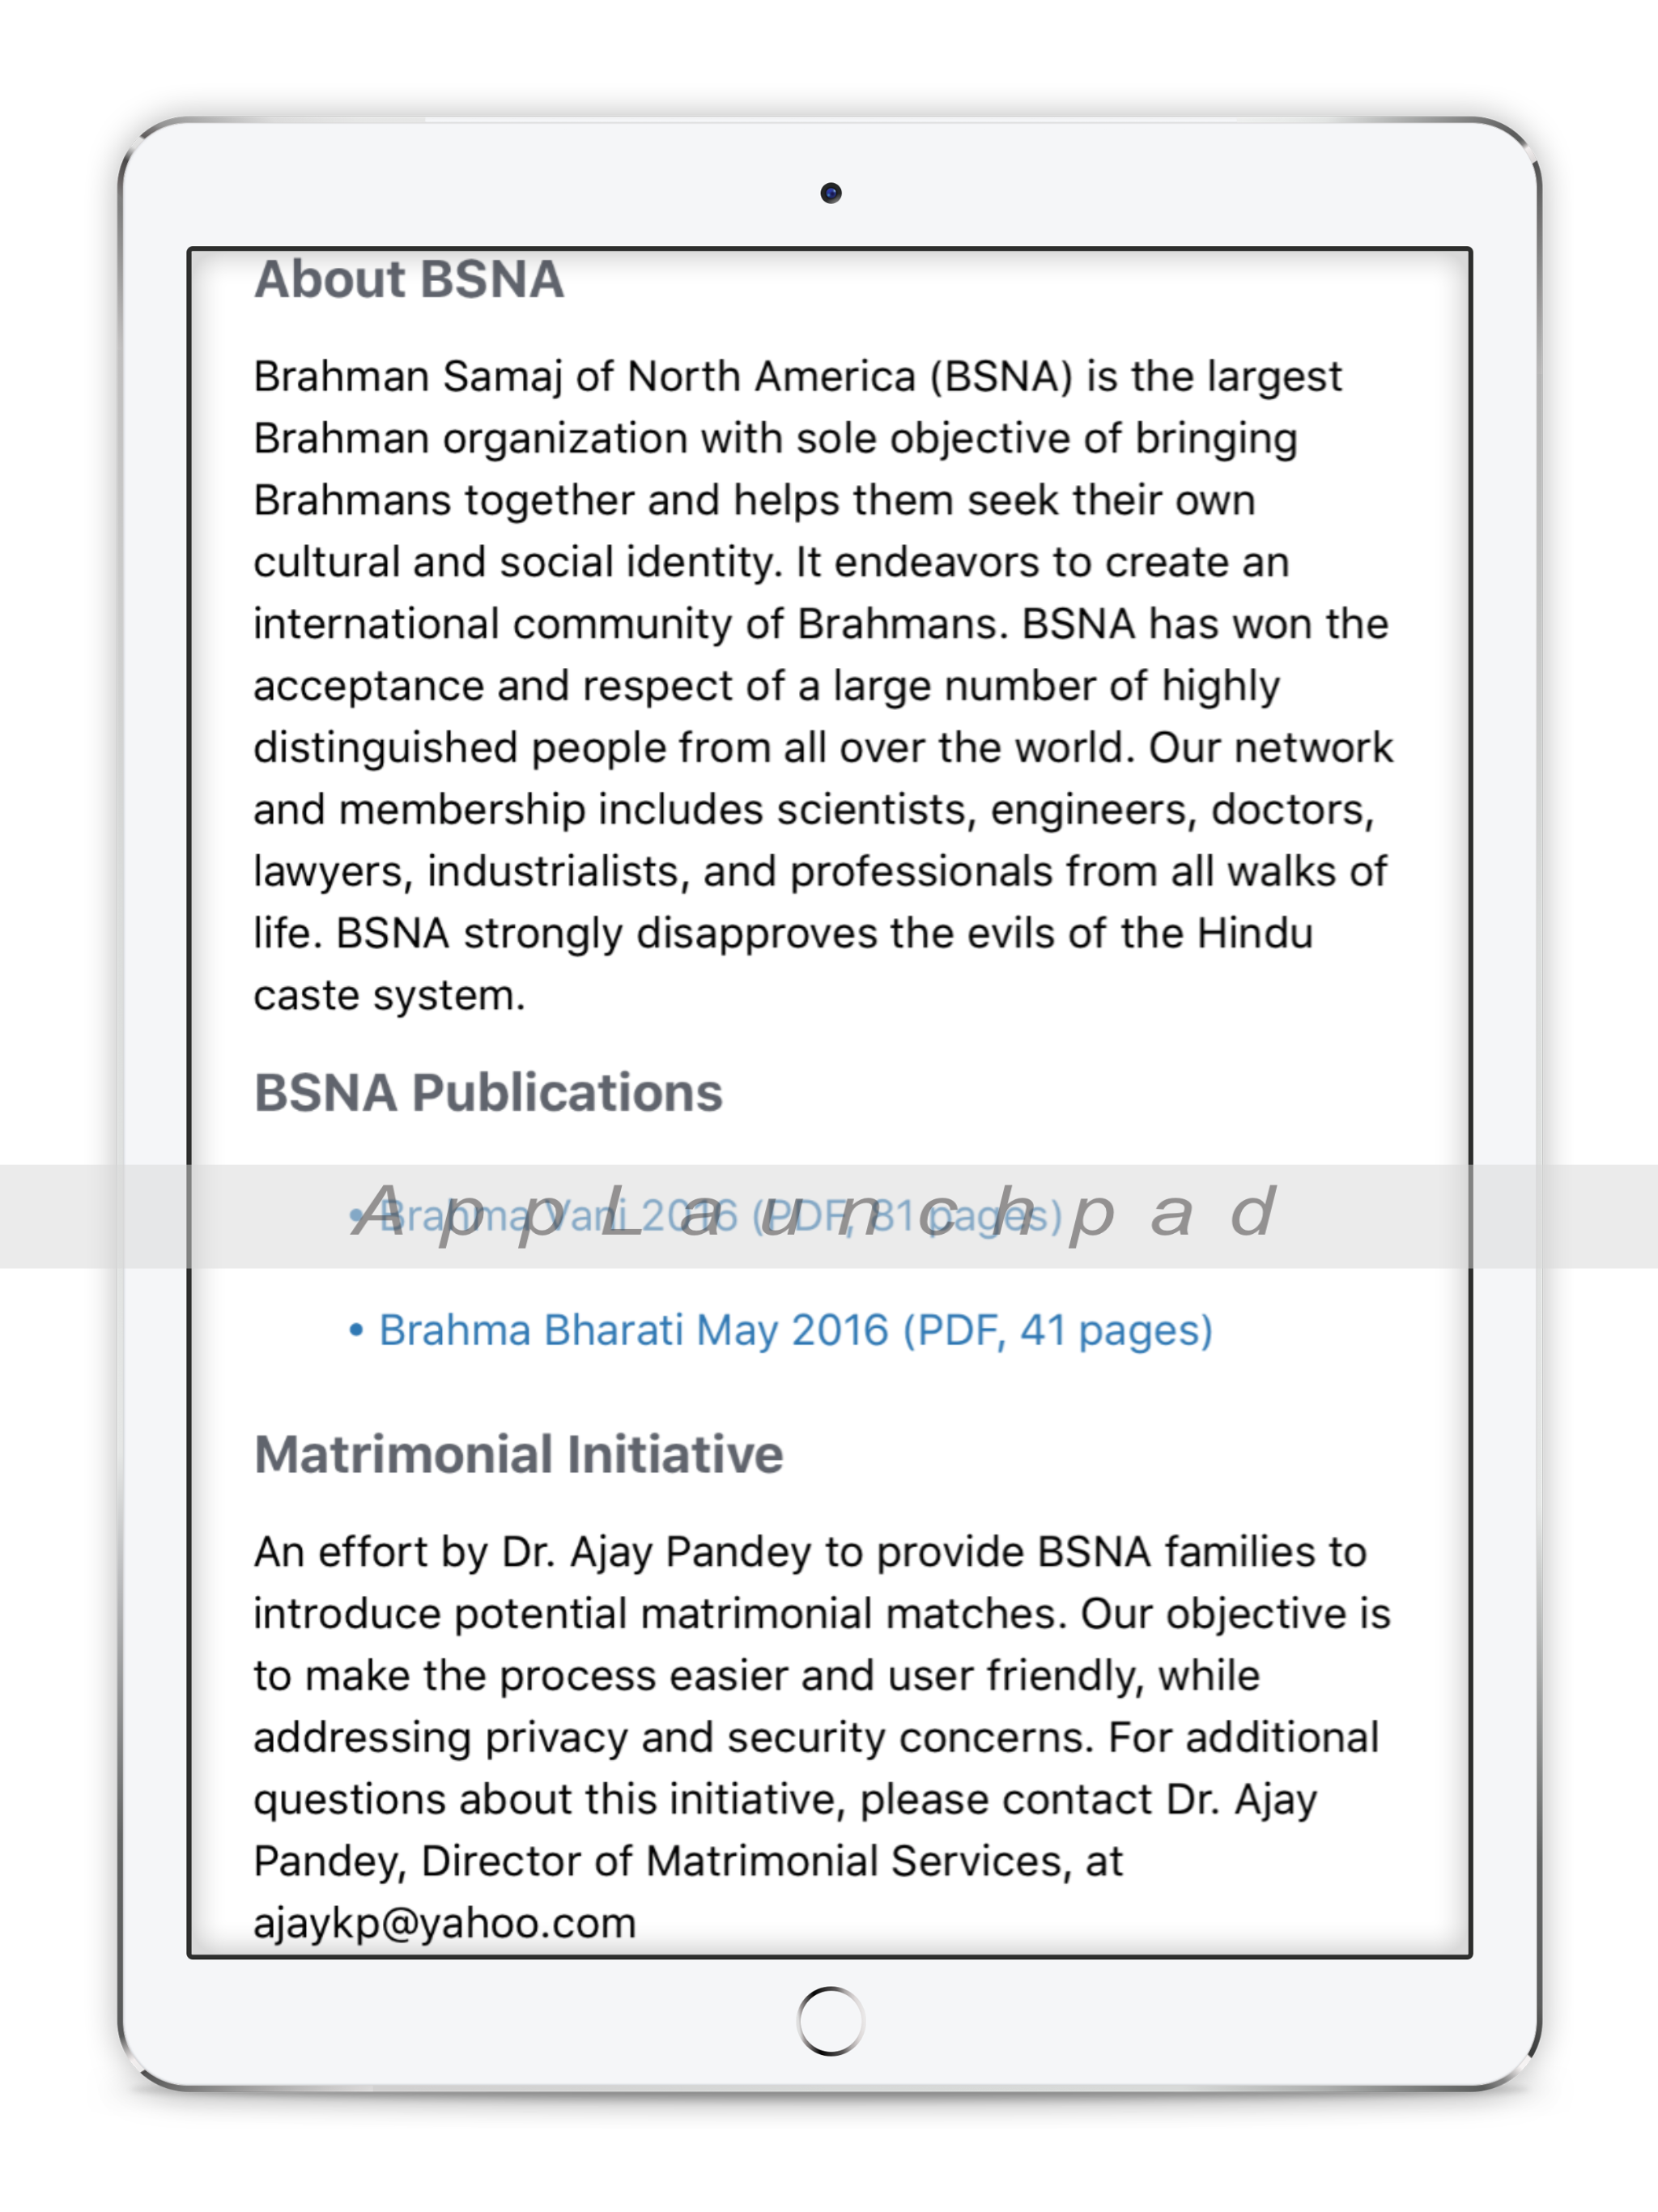 About BSNA
Brahman Samaj of North America (BSNA) is the largest
Brahman organization with sole objective of bringing
Brahmans together and helps them seek their own
cultural and social identity. It endeavors to create an
international community of Brahmans. BSNA has won the
acceptance and respect of a large number of highly
distinguished people from all over the world. Our network
and membership includes scientists, engineers, doctors,
lawyers, industrialists, and professionals from all walks of
life. BSNA strongly disapproves the evils of the Hindu
caste system.
BSNA Publications
• Brahma Vani 2016 (PDF, 81 pages)
AppLaunchpad
• Brahma Bharati May 2016 (PDF, 41 pages)
Matrimonial Initiative
An effort by Dr. Ajay Pandey to provide BSNA families to
introduce potential matrimonial matches. Our objective is
to make the process easier and user friendly, while
addressing privacy and security concerns. For additional
questions about this initiative, please contact Dr. Ajay
Pandey, Director of Matrimonial Services, at
ajaykp@yahoo.com